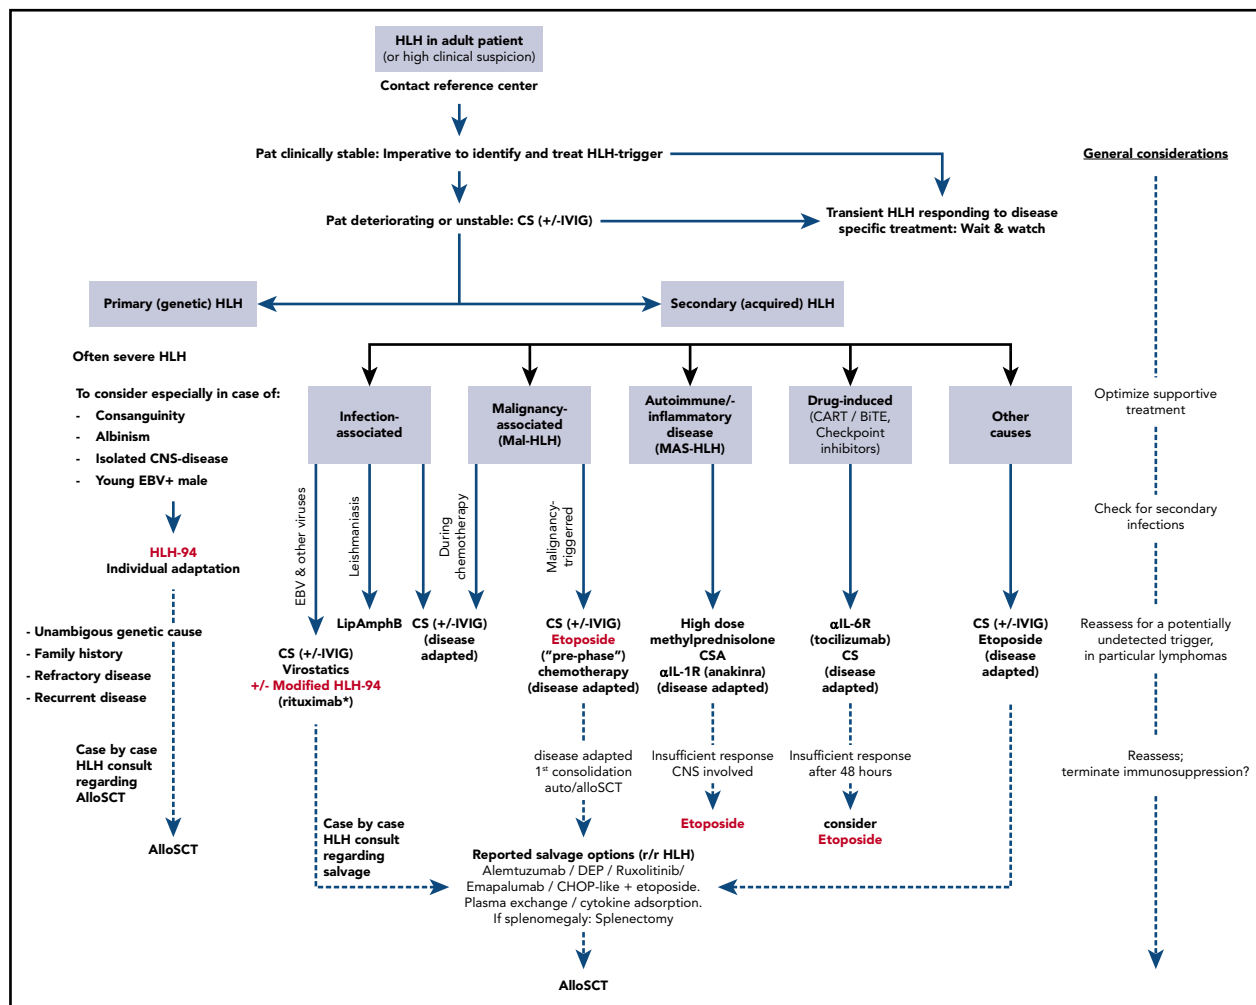 HLH in adult patient
(or high clinical suspicion)
Contact reference center
Pat clinically stable: Imperative to identify and treat HLH-trigger
General considerations
Pat deteriorating or unstable: CS (+/-IVIG)
Transient HLH responding to disease
specific treatment: Wait & watch
Primary (genetic) HLH
Secondary (acquired) HLH
Often severe HLH
To consider especially in case of:
- Consanguinity
- Albinism
- Isolated CNS-disease
- Young EBV+ male
HLH-94
Individual adaptation
- Unambigous genetic cause
- Family history
- Refractory disease
- Recurrent disease
Case by case
HLH consult
regarding
AlloSCT
AlloSCT
Infection-
associated
Malignancy-
associated
(Mal-HLH)
Autoimmune/-
inflammatory
disease
(MAS-HLH)
Drug-induced
(CART / BiTE,
Checkpoint
inhibitors)
Other
causes
EBV & other viruses
Leishmaniasis
During
chemotherapy
Malignancy-
triggerred
CS (+/-IVIG)
Virostatics
+/- Modified HLH-94
(rituximab*)
LipAmphB
CS (+/-IVIG)
(disease
adapted)
CS (+/-IVIG)
Etoposide
("pre-phase")
chemotherapy
(disease adapted)
High dose
methylprednisolone
CSA
αIL-1R (anakinra)
(disease adapted)
αIL-6R
(tocilizumab)
CS
(disease
adapted)
CS (+/-IVIG)
Etoposide
(disease
adapted)
disease adapted
1st consolidation
auto/alloSCT
Insufficient response
CNS involved
Etoposide
Insufficient response
after 48 hours
consider
Etoposide
Case by case
HLH consult
regarding
salvage
Reported salvage options (r/r HLH)
Alemtuzumab / DEP / Ruxolitinib/
Emapalumab / CHOP-like + etoposide.
Plasma exchange / cytokine adsorption.
If splenomegaly: Splenectomy
AlloSCT
Optimize supportive
treatment
Check for secondary
infections
Reassess for a potentially
undetected trigger,
in particular lymphomas
Reassess;
terminate immunosuppression?